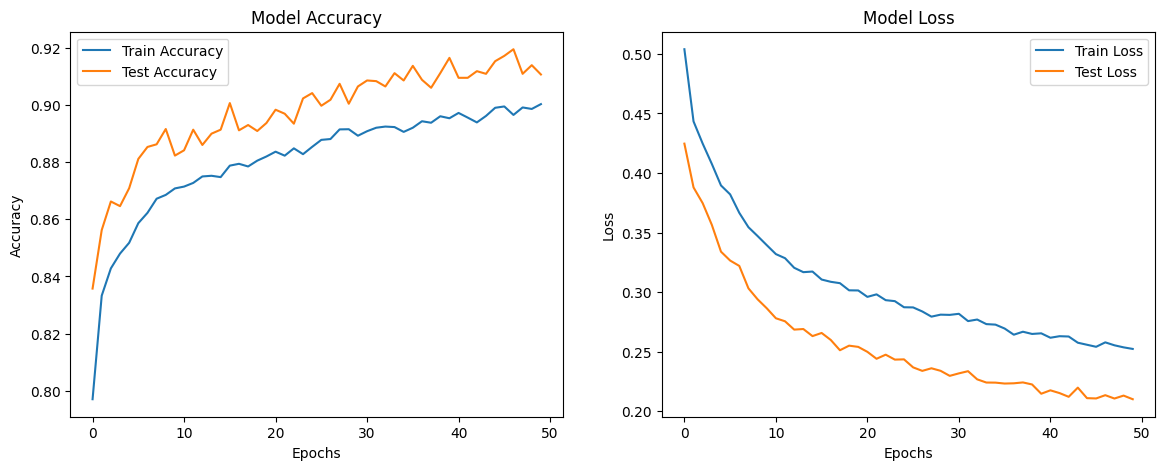 Model Accuracy
Train Accuracy
Test Accuracy
0.92
0.90
0.88
0.86
0.84
0.82
0.80
Accuracy
0 10 20 30 40 50
Epochs
Model Loss
Train Loss
Test Loss
0.50
0.45
0.40
0.35
0.30
0.25
0.20
Loss
0 10 20 30 40 50
Epochs